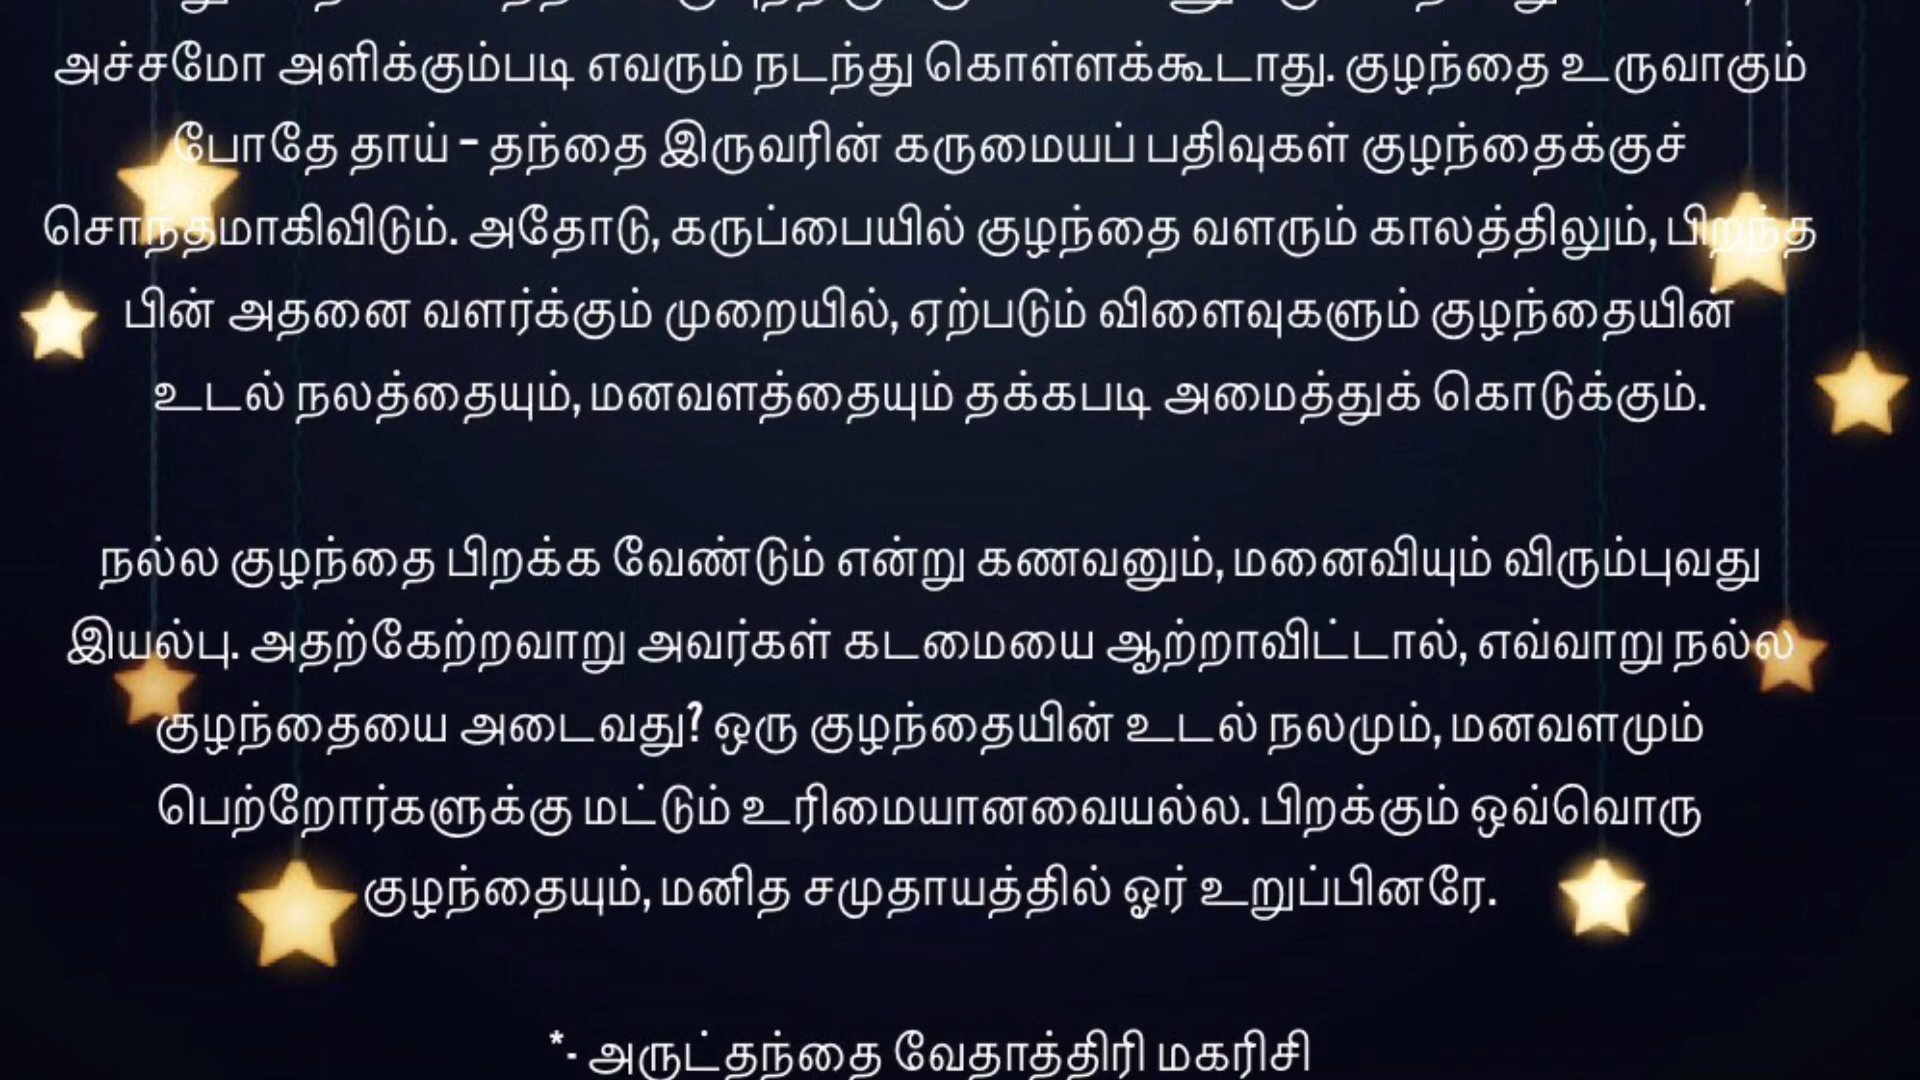 அச்சமோ அளிக்கும்படி எவரும் நடந்து கொள்ளக்கூடாது. குழந்தை உருவாகும்
போதே தாய் - தந்தை இருவரின் கருமையப் பதிவுகள் குழந்தைக்குச்
சொந்தமாகிவிடும். அதோடு, கருப்பையில் குழந்தை வளரும் காலத்திலும், பிறந்த
பின் அதனை வளர்க்கும் முறையில், ஏற்படும் விளைவுகளும் குழந்தையின்
உடல் நலத்தையும், மனவளத்தையும் தக்கபடி அமைத்துக் கொடுக்கும்.
நல்ல குழந்தை பிறக்க வேண்டும் என்று கணவனும், மனைவியும் விரும்புவது
இயல்பு. அதற்கேற்றவாறு அவர்கள் கடமையை ஆற்றாவிட்டால், எவ்வாறு நல்ல
குழந்தையை அடைவது? ஒரு குழந்தையின் உடல் நலமும், மனவளமும்
பெற்றோர்களுக்கு மட்டும் உரிமையானவையல்ல. பிறக்கும் ஒவ்வொரு
குழந்தையும், மனித சமுதாயத்தில் ஓர் உறுப்பினரே.
*- அருட்தந்தை வேதாத்திரி மகரிசி